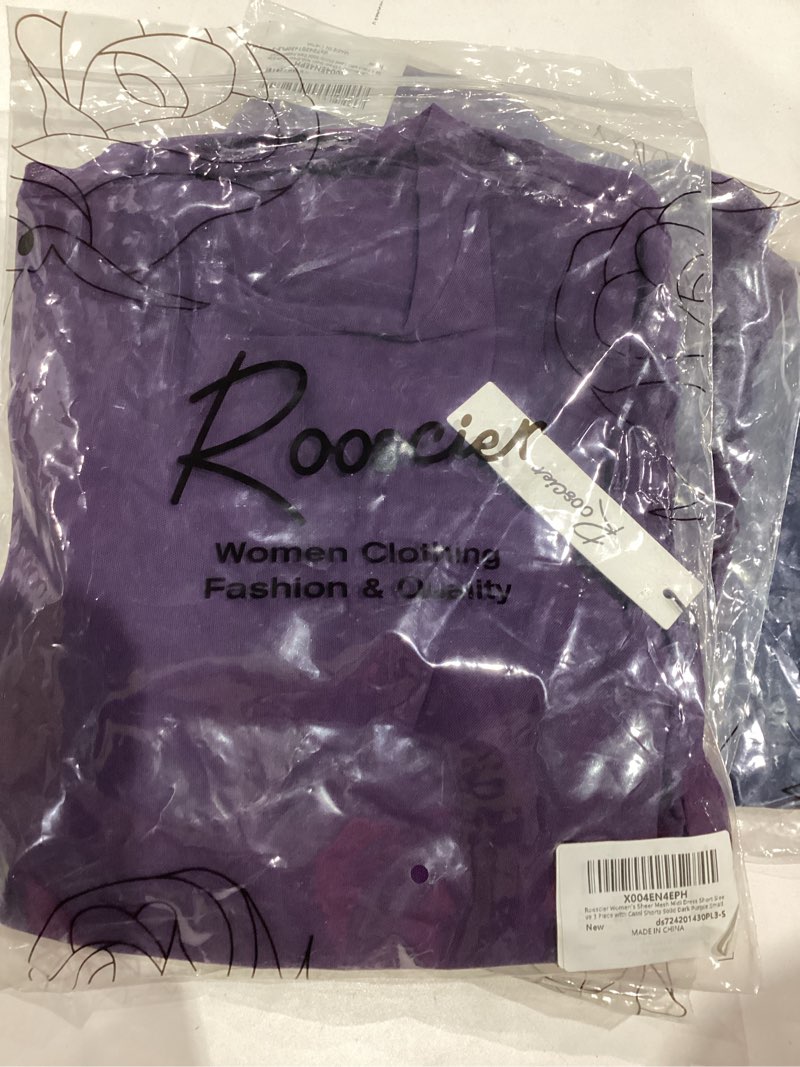 Rooscier
Women Clothing
Fashion & Quality
Rooscier
X004EN4EPH
Rooscier Women's Sheer Mesh Midi Dress Short Slee
ve 3 Piece with Cami Shorts Solid Dark Purple Small
New
ds724201430PL3-S
MADE IN CHINA